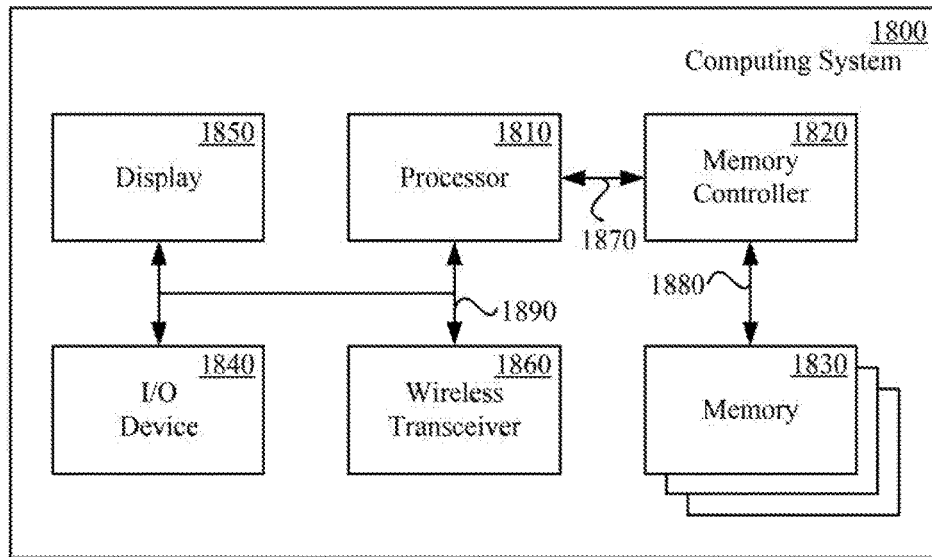 1800
Computing System
1850
Display
1810
Processor
1820
Memory
Controller
1870
1880
1890
1840
I/O
Device
1860
Wireless
Transceiver
1830
Memory